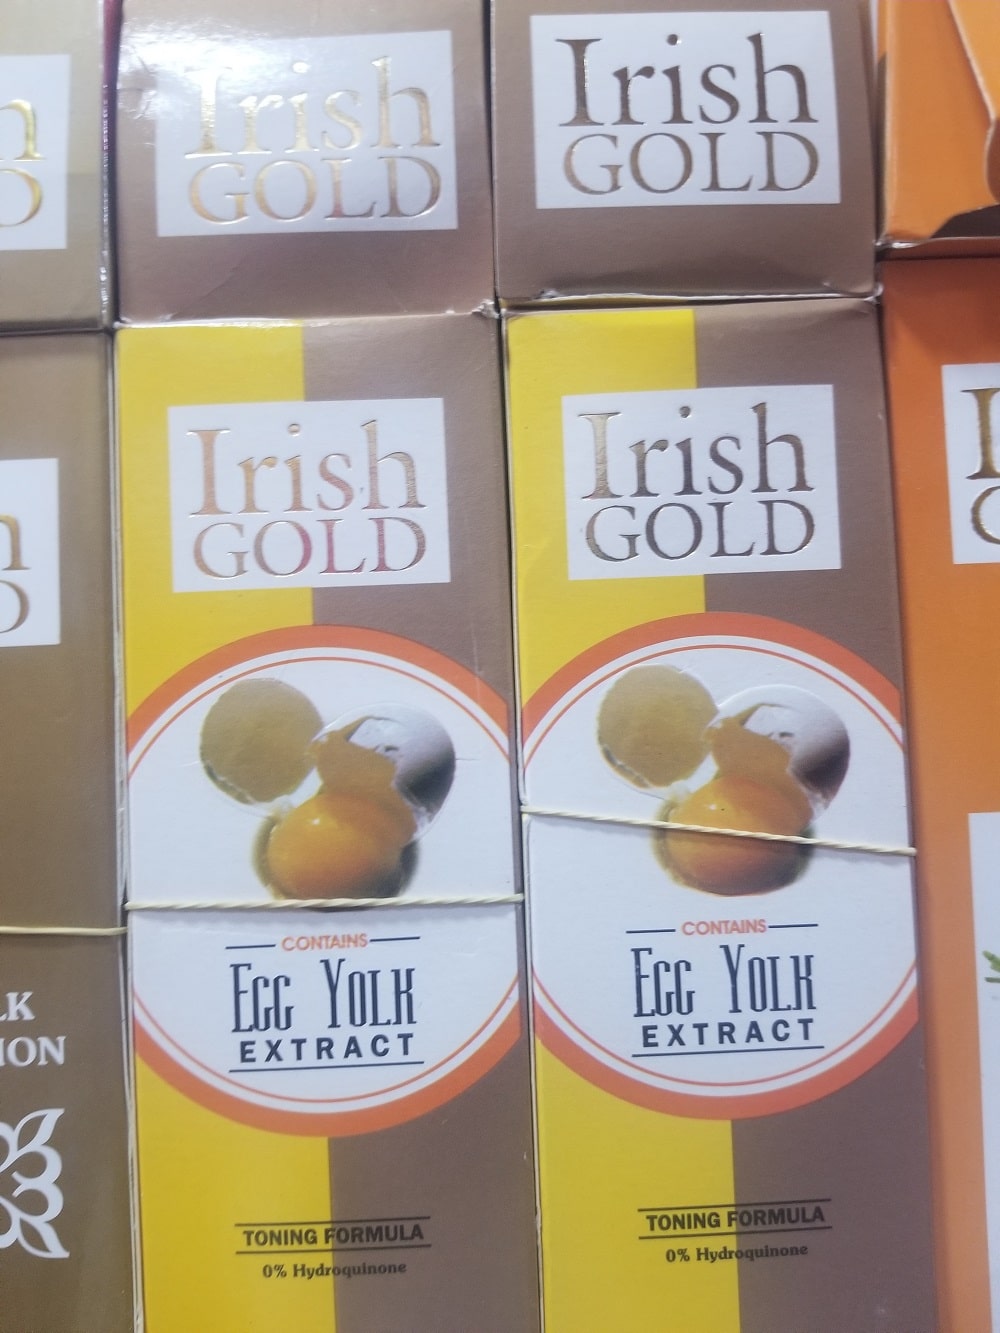 Irish
GOLD
Irish
GOLD
Irish
GOLD
CONTAINS
EGG YOLK
EXTRACT
TONING FORMULA
0% Hydroquinone
Irish
GOLD
CONTAINS
EGG YOLK
EXTRACT
TONING FORMULA
0% Hydroquinone